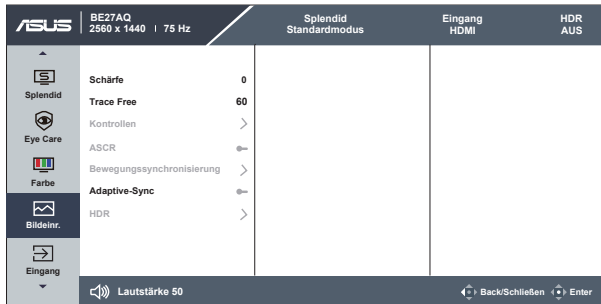 ASUS
BE27AQ
2560 x 1440 | 75 Hz
Splendid
Standardmodus
Eingang
HDMI
HDR
AUS
Splendid
Eye Care
Farbe
Bildeinr.
Eingang
Schärfe 0
Trace Free 60
Kontrollen
ASCR
Bewegungssynchronisierung
Adaptive-Sync
HDR
Lautstärke 50
Back/Schließen Enter